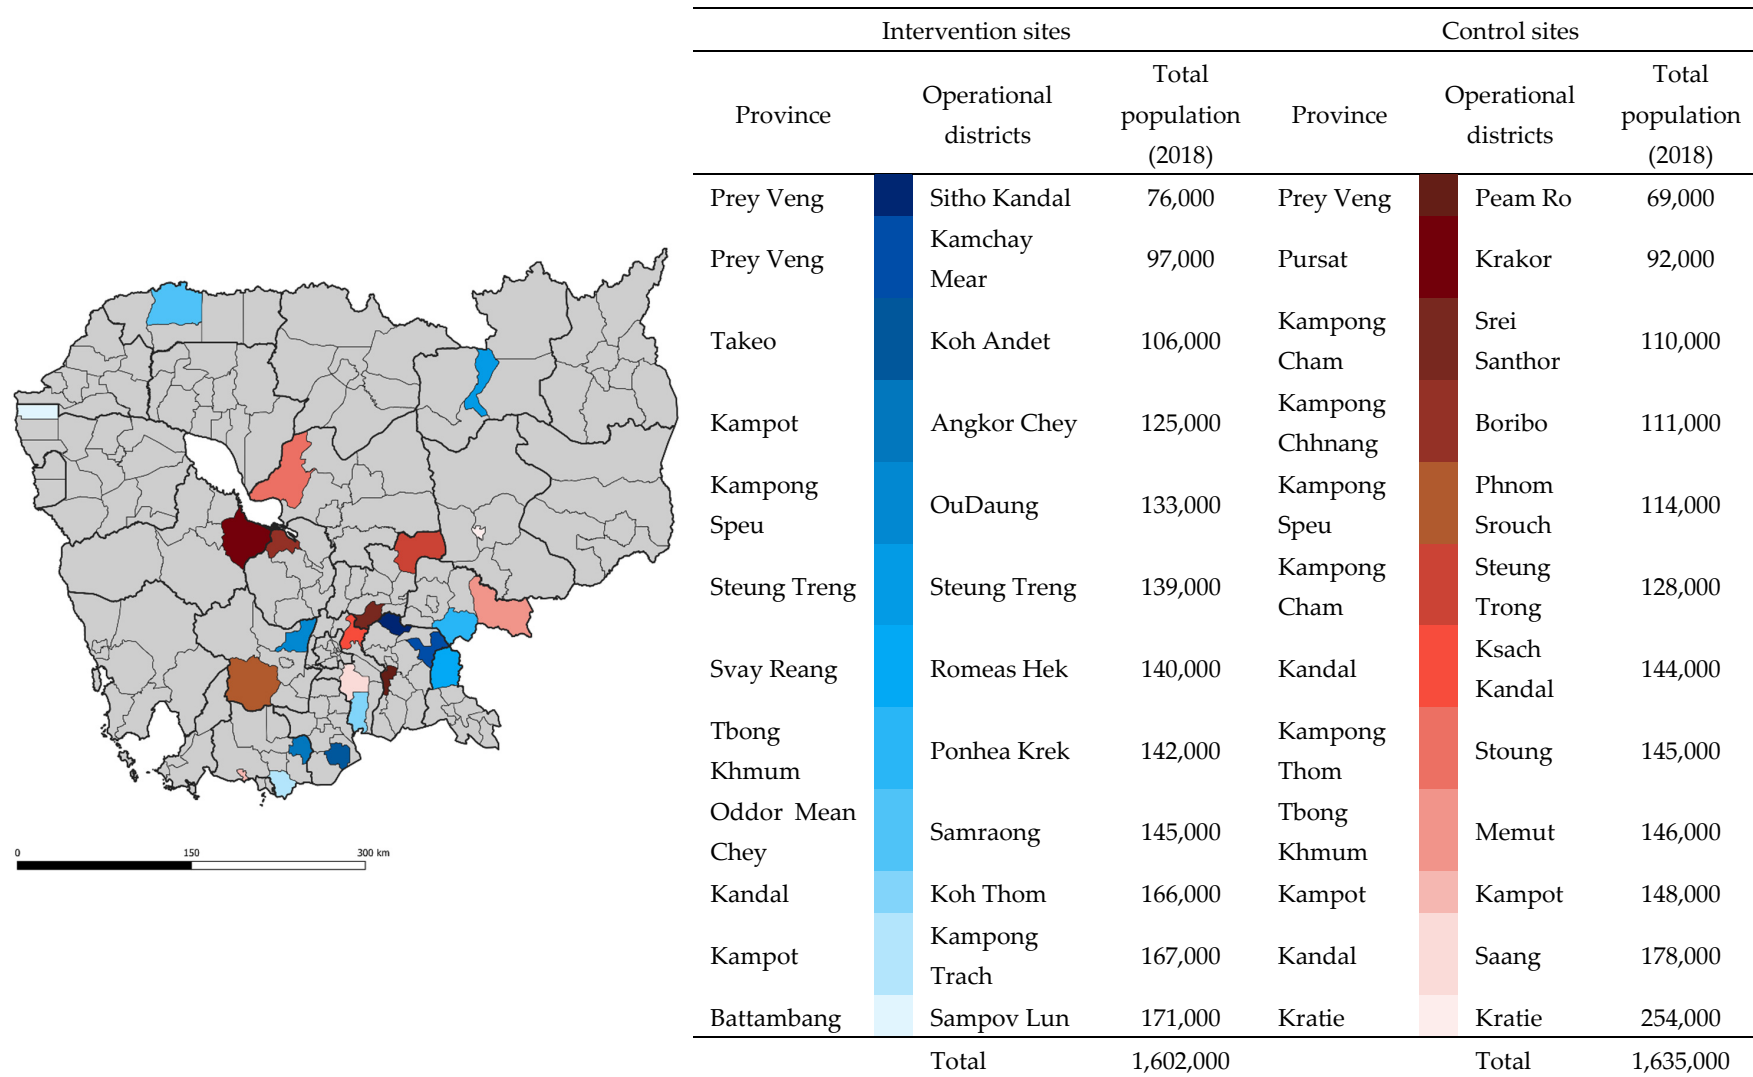 Intervention sites Control sites
Province Operational districts Total population (2018) Province Operational districts Total population (2018)
Prey Veng Sitho Kandal 76,000 Prey Veng Peam Ro 69,000
Prey Veng Kamchay Mear 97,000 Pursat Krakor 92,000
Takeo Koh Andet 106,000 Kampong Cham Srei Santhor 110,000
Kampot Angkor Chey 125,000 Kampong Chhnang Boribo 111,000
Kampong Speu OuDaung 133,000 Kampong Speu Phnom Srouch 114,000
Steung Treng Steung Treng 139,000 Kampong Cham Steung Trong 128,000
Svay Reang Romeas Hek 140,000 Kandal Ksach Kandal 144,000
Tbong Khmum Ponhea Krek 142,000 Kampong Thom Stoung 145,000
Oddor Mean Chey Samraong 145,000 Tbong Khmum Memut 146,000
Kandal Koh Thom 166,000 Kampot Kampot 148,000
Kampot Kampong Trach 167,000 Kandal Saang 178,000
Battambang Sampov Lun 171,000 Kratie Kratie 254,000
Total 1,602,000 Total 1,635,000
0 150 300 km